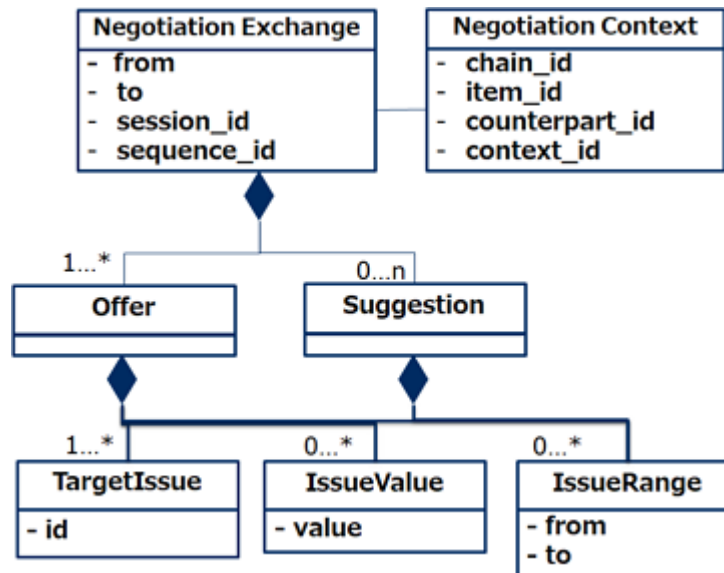 Negotiation Exchange
- from
- to
- session_id
- sequence_id
Negotiation Context
- chain_id
- item_id
- counterpart_id
- context_id
1...*
0...n
Offer
Suggestion
1...*
0...*
0...*
TargetIssue
- id
IssueValue
- value
IssueRange
- from
- to